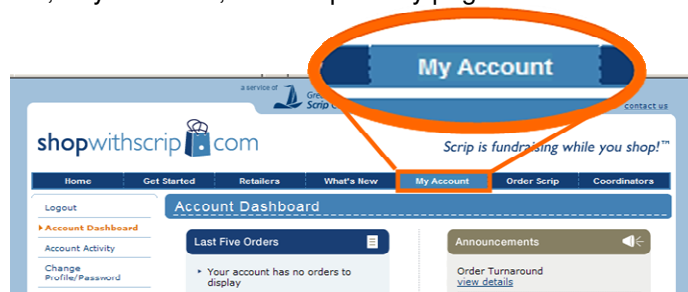 My Account
a service of
Scrip
contact us
shopwithscrip com
Scrip is fundraising while you shop!™
Home Get Started Retailers What's New My Account Order Scrip Coordinators
Logout
Account Dashboard
Account Activity
Change
Profile/Password
Account Dashboard
Last Five Orders
Your account has no orders to
display
Announcements
Order Turnaround
view details